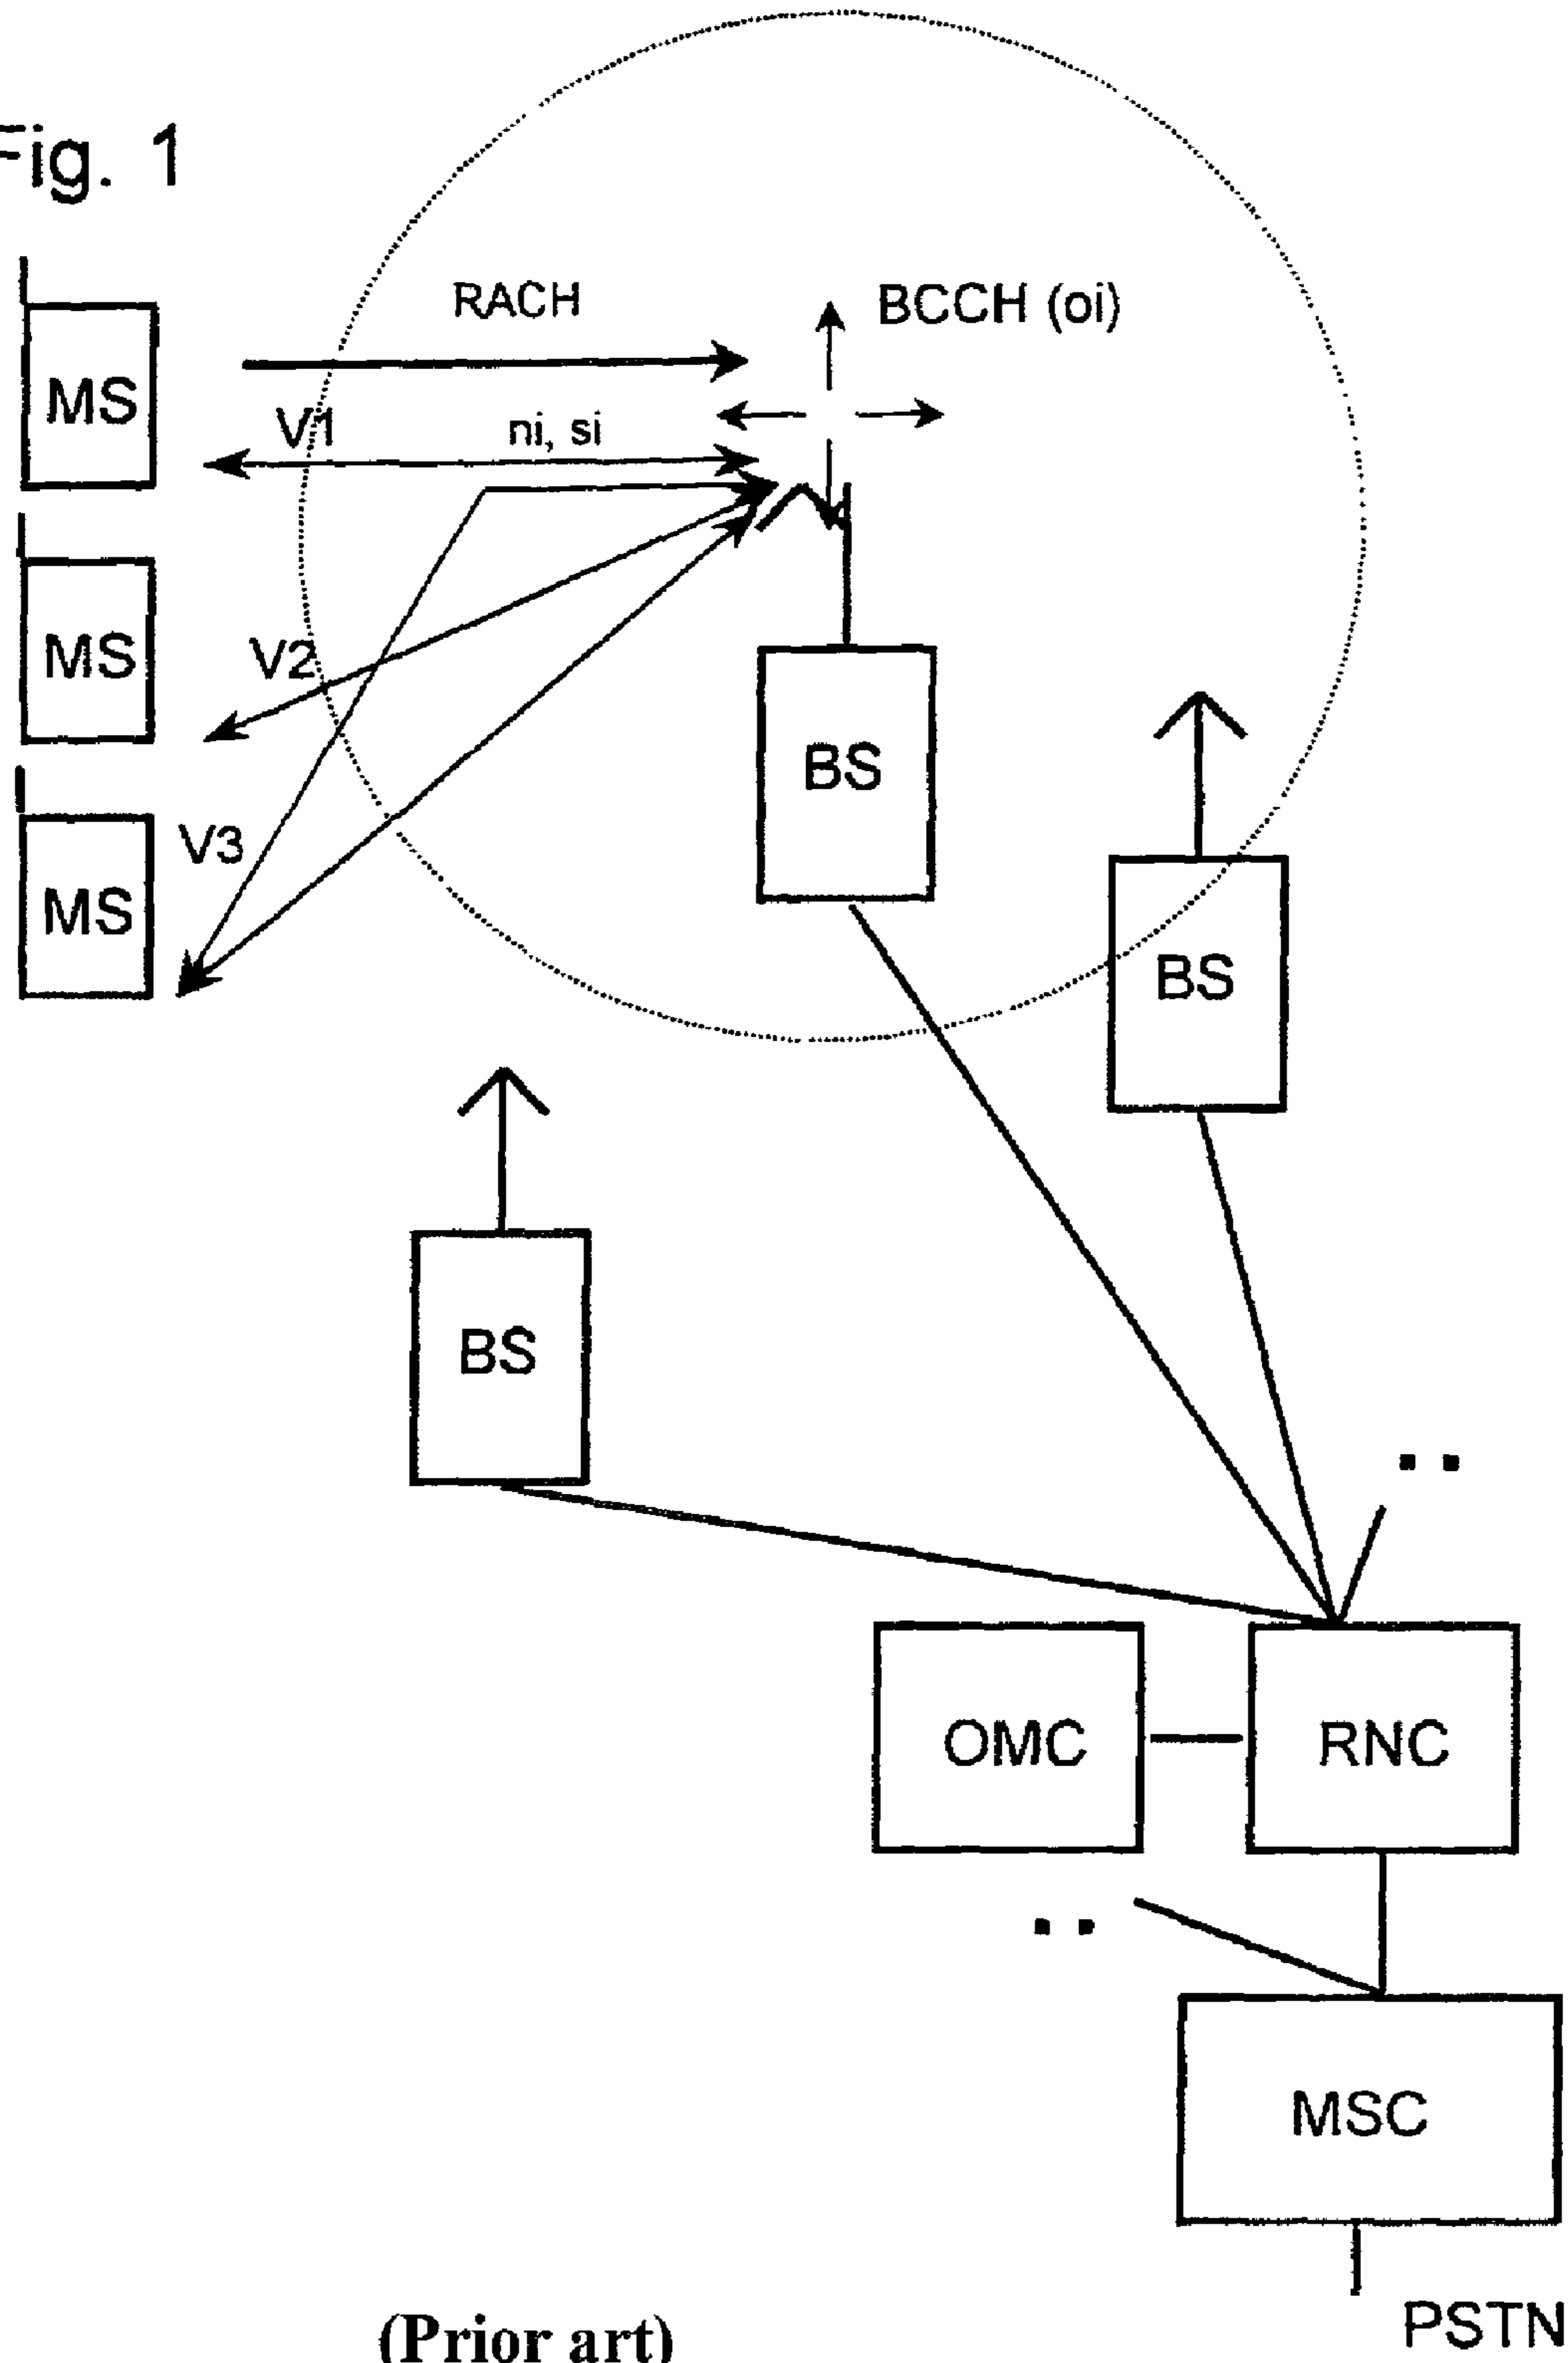 Fig. 1
RACH
BCCH (oi)
MS
V1
ni, si
MS
V2
BS
V3
MS
BS
BS
..
OMC
RNC
..
MSC
PSTN
(Prior art)